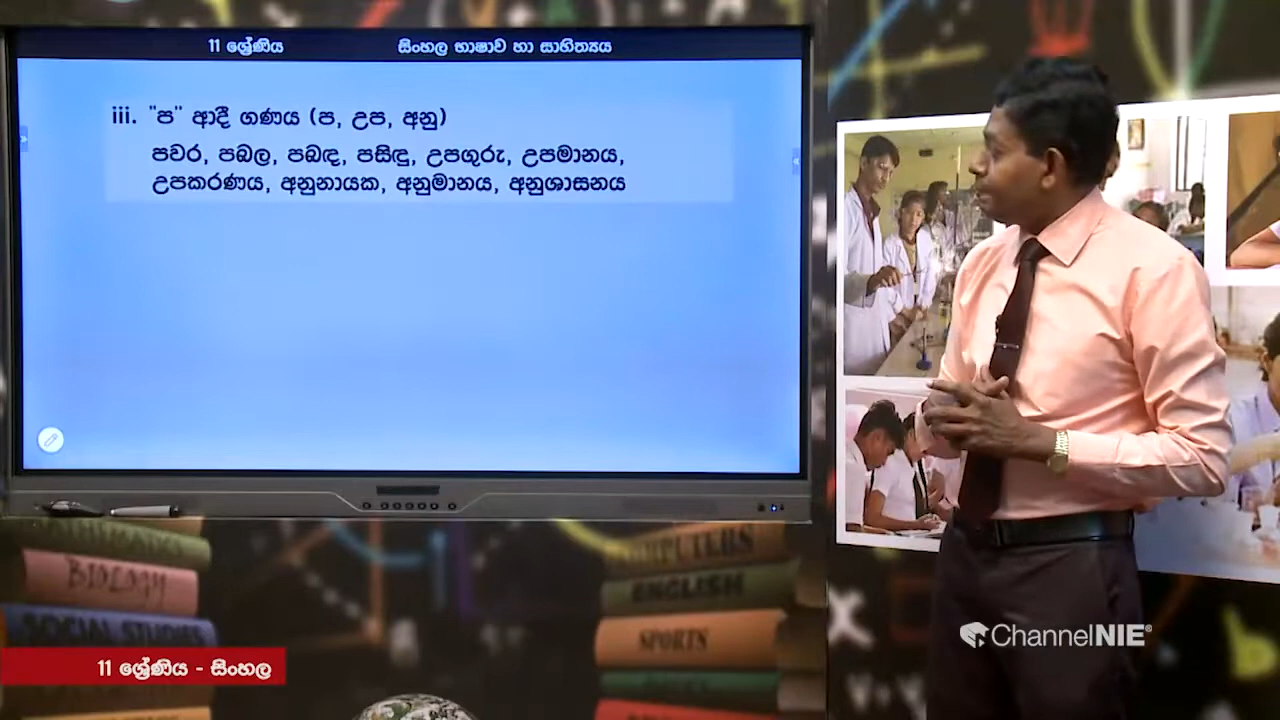 11 ශ්‍රේණිය සිංහල භාෂාව හා සාහිත්‍යය
iii. "ප" ආදී ගණය (ප, උප, අනු)
පවර, පබල, පබඳ, පසිඳු, උපගුරු, උපමානය,
උපකරණය, අනුනායක, අනුමානය, අනුශාසනය
BIOLOGY
SOCIAL STUDIES
COMPUTERS
ENGLISH
SPORTS
ChannelNIE®
11 ශ්‍රේණිය - සිංහල